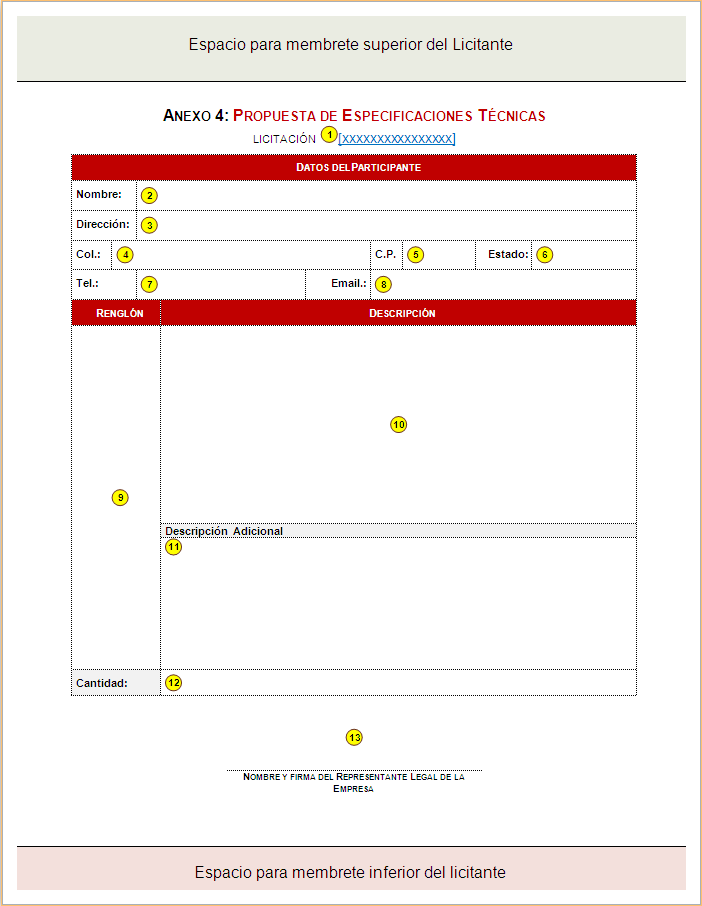 Espacio para membrete superior del Licitante
ANEXO 4: PROPUESTA DE ESPECIFICACIONES TÉCNICAS
LICITACIÓN 1 [XXXXXXXXXXXXXXXX]
DATOS DEL PARTICIPANTE
Nombre: 2
Dirección: 3
Col.: 4 C.P. 5 Estado: 6
Tel.: 7 Email.: 8
RENGLÓN DESCRIPCIÓN
10
9
Descripción Adicional
11
Cantidad: 12
13
NOMBRE Y FIRMA DEL REPRESENTANTE LEGAL DE LA
EMPRESA
Espacio para membrete inferior del licitante